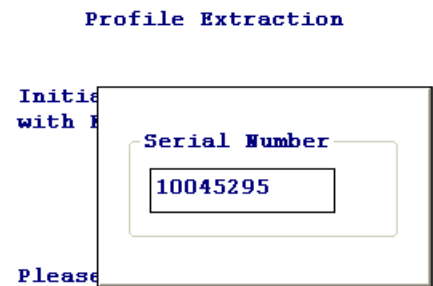 Profile Extraction
Initia
with
Serial Number
10045295
Please